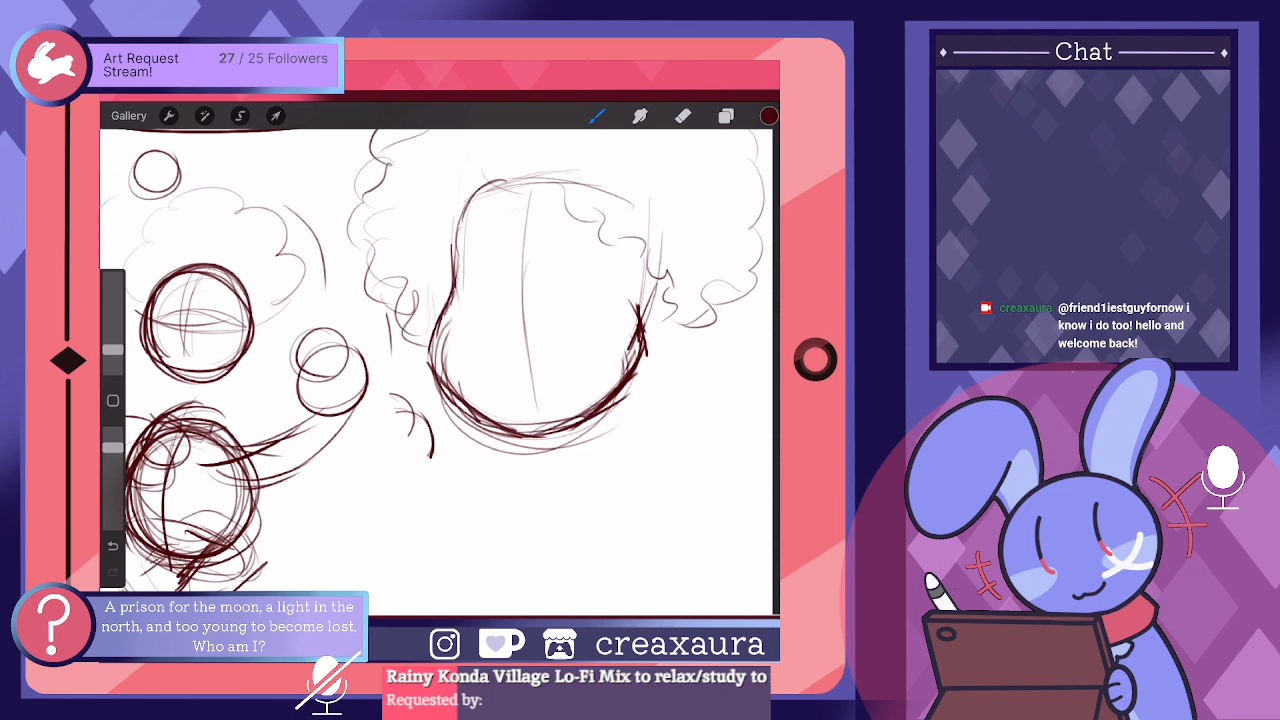 Art Request
Stream!
27 / 25 Followers
Gallery
Chat
creaxaura @friend1iestguyfornow i
know i do too! hello and
welcome back!
A prison for the moon, a light in the
north, and too young to become lost.
Who am I?
creaxaura
Rainy Konda Village Lo-Fi Mix to relax/study to
Requested by: